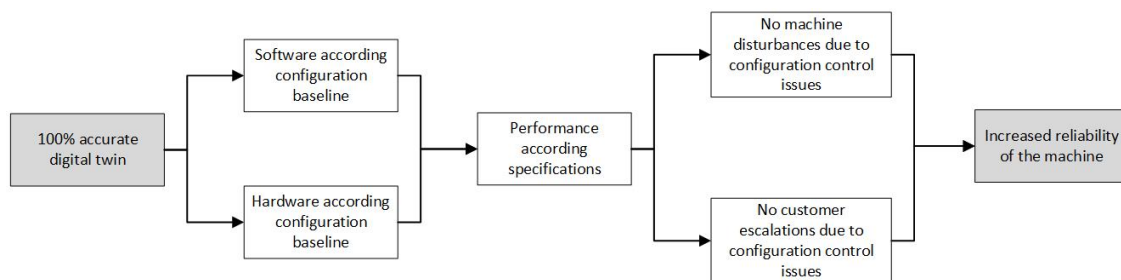 100% accurate
digital twin
Software according
configuration
baseline
Hardware according
configuration
baseline
Performance
according
specifications
No machine
disturbances due to
configuration control
issues
No customer
escalations due to
configuration control
issues
Increased reliability
of the machine